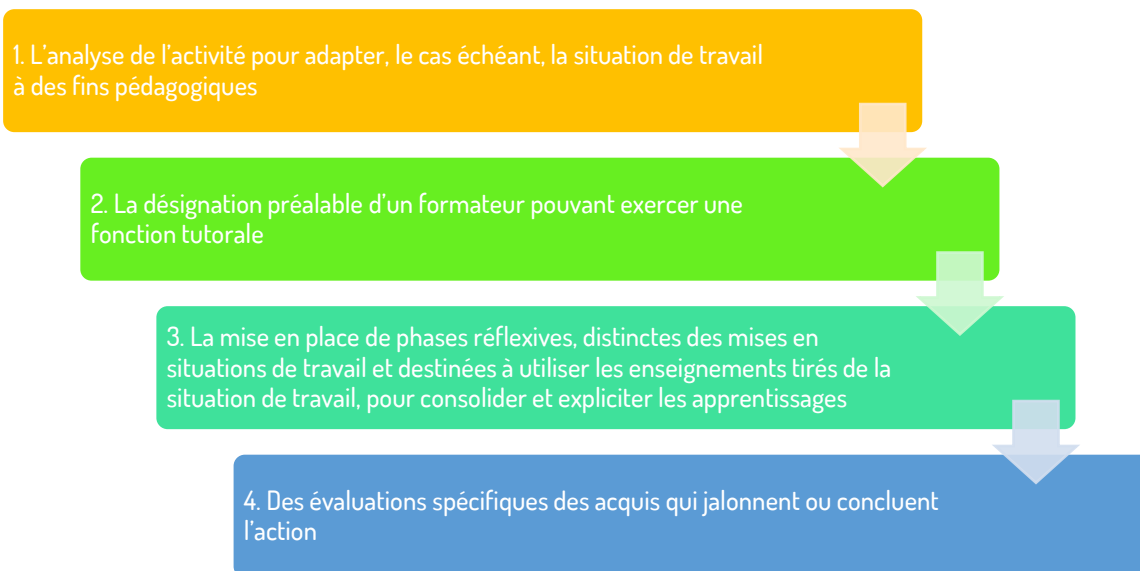 1. L’analyse de l’activité pour adapter, le cas échéant, la situation de travail
à des fins pédagogiques
2. La désignation préalable d’un formateur pouvant exercer une
fonction tutorale
3. La mise en place de phases réflexives, distinctes des mises en
situations de travail et destinées à utiliser les enseignements tirés de la
situation de travail, pour consolider et expliciter les apprentissages
4. Des évaluations spécifiques des acquis qui jalonnent ou concluent
l’action